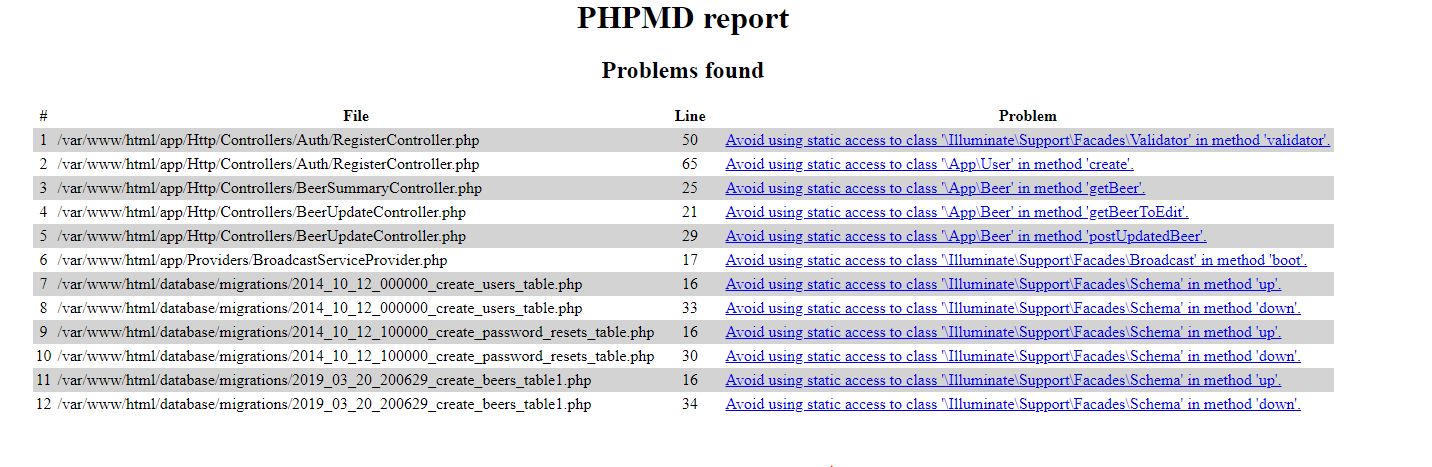 PHPMD report
Problems found
# File Line Problem
1 /var/www/html/app/Http/Controllers/Auth/RegisterController.php 50 Avoid using static access to class '\Illuminate\Support\Facades\Validator' in method 'validator'.
2 /var/www/html/app/Http/Controllers/Auth/RegisterController.php 65 Avoid using static access to class '\App\User' in method 'create'.
3 /var/www/html/app/Http/Controllers/BeerSummaryController.php 25 Avoid using static access to class '\App\Beer' in method 'getBeer'.
4 /var/www/html/app/Http/Controllers/BeerUpdateController.php 21 Avoid using static access to class '\App\Beer' in method 'getBeerToEdit'.
5 /var/www/html/app/Http/Controllers/BeerUpdateController.php 29 Avoid using static access to class '\App\Beer' in method 'postUpdatedBeer'.
6 /var/www/html/app/Providers/BroadcastServiceProvider.php 17 Avoid using static access to class '\Illuminate\Support\Facades\Broadcast' in method 'boot'.
7 /var/www/html/database/migrations/2014_10_12_000000_create_users_table.php 16 Avoid using static access to class '\Illuminate\Support\Facades\Schema' in method 'up'.
8 /var/www/html/database/migrations/2014_10_12_000000_create_users_table.php 33 Avoid using static access to class '\Illuminate\Support\Facades\Schema' in method 'down'.
9 /var/www/html/database/migrations/2014_10_12_100000_create_password_resets_table.php 16 Avoid using static access to class '\Illuminate\Support\Facades\Schema' in method 'up'.
10 /var/www/html/database/migrations/2014_10_12_100000_create_password_resets_table.php 30 Avoid using static access to class '\Illuminate\Support\Facades\Schema' in method 'down'.
11 /var/www/html/database/migrations/2019_03_20_200629_create_beers_table1.php 16 Avoid using static access to class '\Illuminate\Support\Facades\Schema' in method 'up'.
12 /var/www/html/database/migrations/2019_03_20_200629_create_beers_table1.php 34 Avoid using static access to class '\Illuminate\Support\Facades\Schema' in method 'down'.